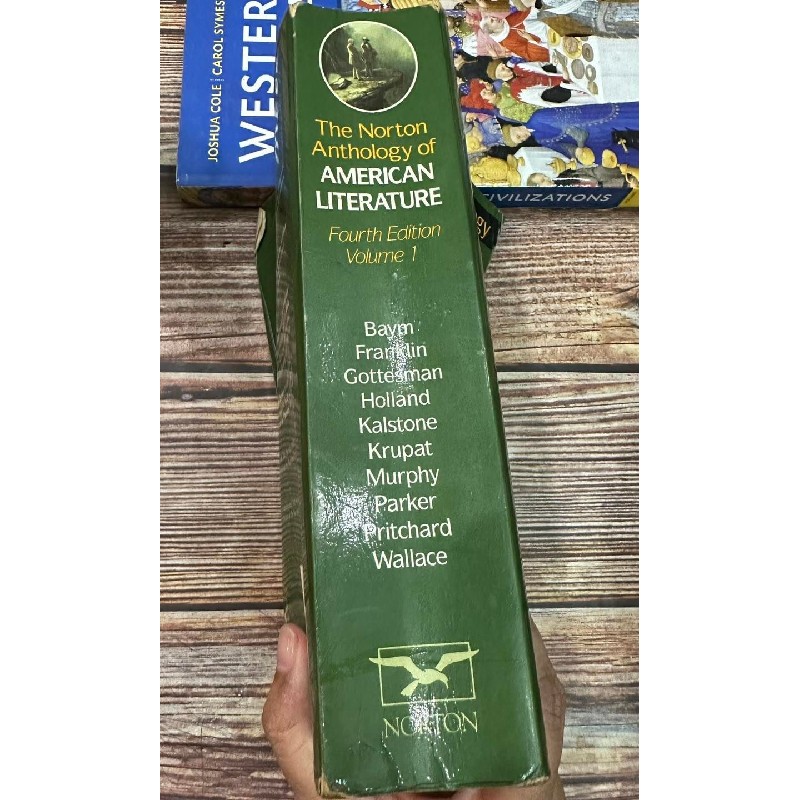 JOSHUA COLE CAROL SYMES
WESTER
CIVILIZATIONS
The Norton
Anthology of
AMERICAN
LITERATURE
Fourth Edition
Volume 1
Baym
Franklin
Gottesman
Holland
Kalstone
Krupat
Murphy
Parker
Pritchard
Wallace
NORTON